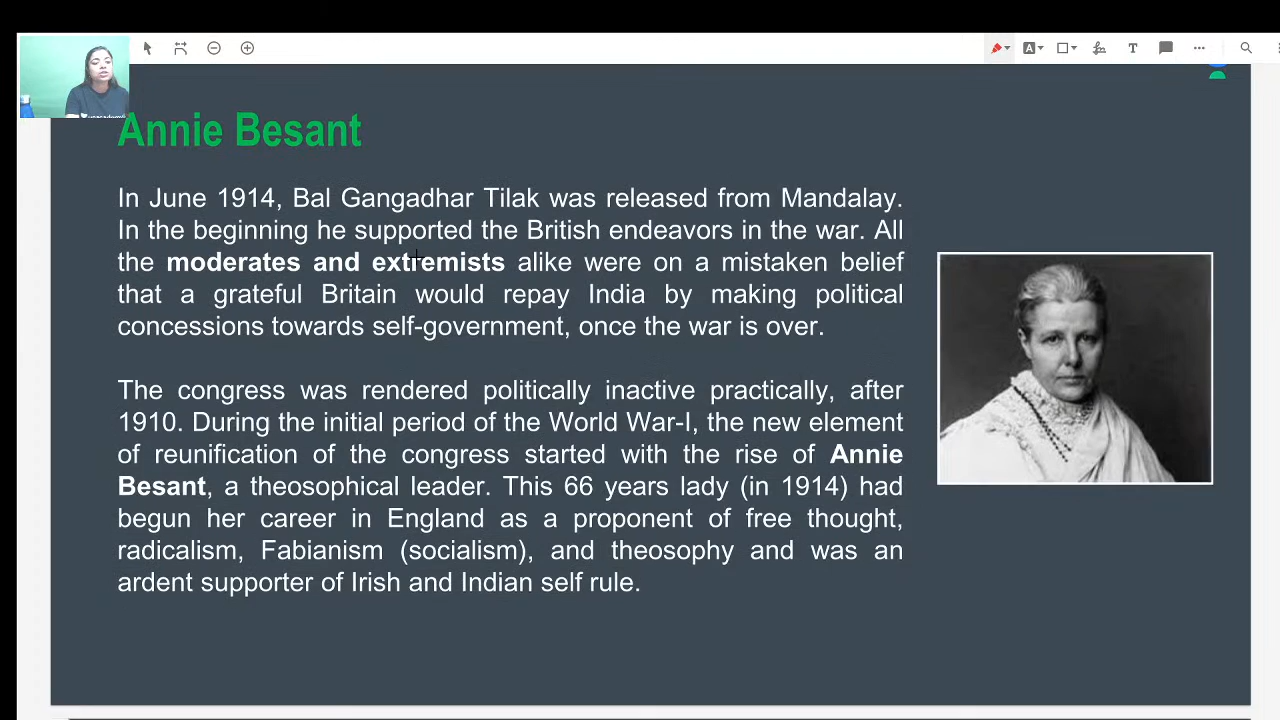 Annie Besant
In June 1914, Bal Gangadhar Tilak was released from Mandalay.
In the beginning he supported the British endeavors in the war. All
the moderates and extremists alike were on a mistaken belief
that a grateful Britain would repay India by making political
concessions towards self-government, once the war is over.
The congress was rendered politically inactive practically, after
1910. During the initial period of the World War-I, the new element
of reunification of the congress started with the rise of Annie
Besant, a theosophical leader. This 66 years lady (in 1914) had
begun her career in England as a proponent of free thought,
radicalism, Fabianism (socialism), and theosophy and was an
ardent supporter of Irish and Indian self rule.